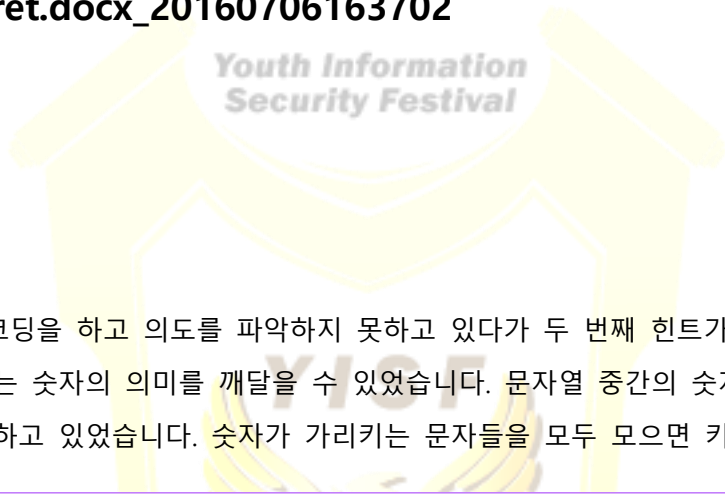 ret.docx_20160706163702
Youth Information
Security Festival
코딩을 하고 의도를 파악하지 못하고 있다가 두 번째 힌트가
는 숫자의 의미를 깨달을 수 있었습니다. 문자열 중간의 숫자
YISF
하고 있었습니다. 숫자가 가리키는 문자들을 모두 모으면 키